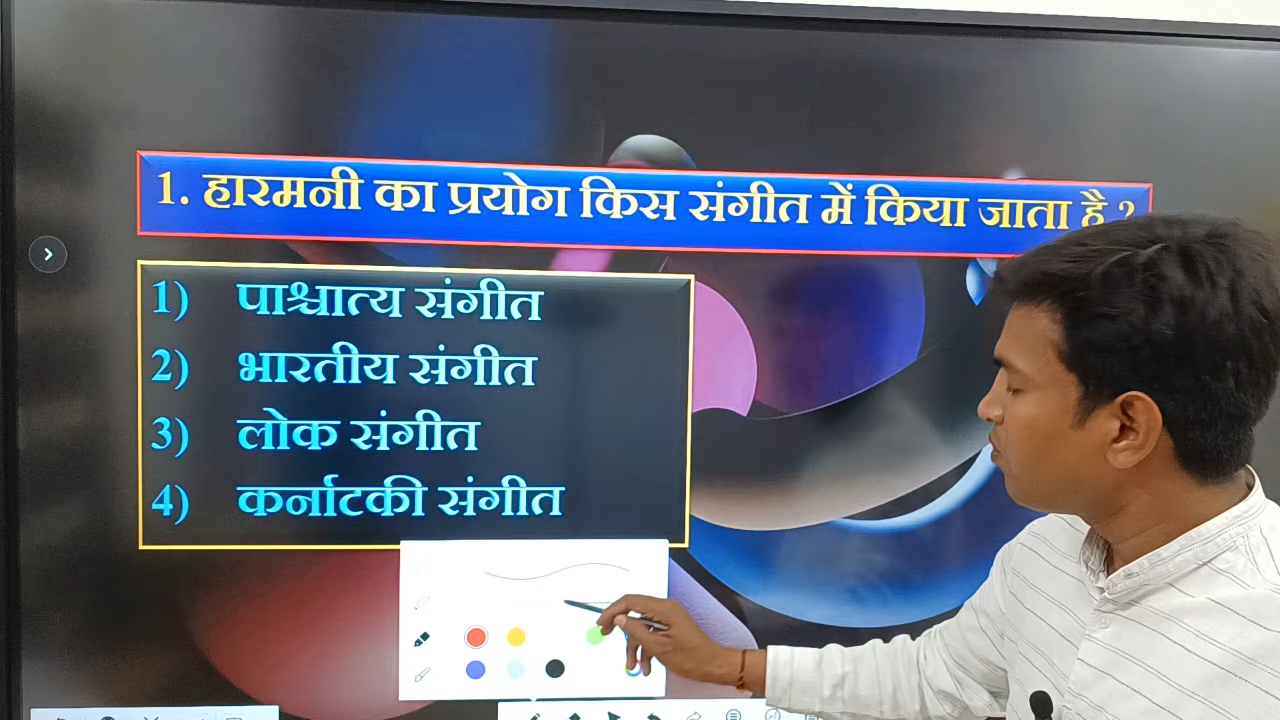 1. हारमनी का प्रयोग किस संगीत में किया जाता है ?
1) पाश्चात्य संगीत
2) भारतीय संगीत
3) लोक संगीत
4) कर्नाटकी संगीत